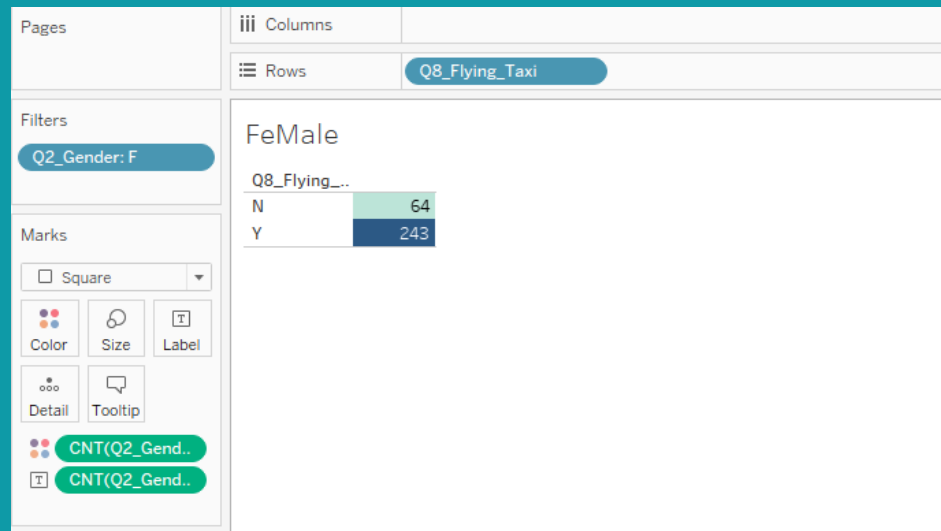 Pages
Columns
Rows
Q8_Flying_Taxi
Filters
Q2_Gender: F
Marks
Square
Color
Size
Label
Detail
Tooltip
CNT(Q2_Gend..
CNT(Q2_Gend..
FeMale
Q8_Flying_..
N 64
Y 243